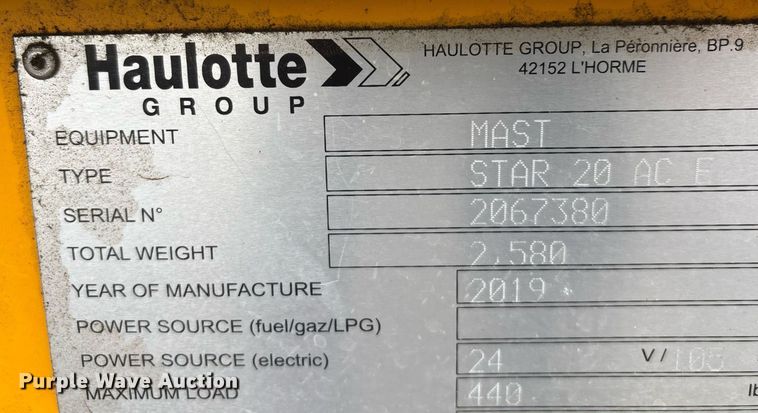 Haulotte
GROUP
HAULOTTE GROUP, La Péronnière, BP.9
42152 L'HORME
EQUIPMENT MAST
TYPE STAR 20 AC E
SERIAL N° 2067380
TOTAL WEIGHT 2,580
YEAR OF MANUFACTURE 2019
POWER SOURCE (fuel/gaz/LPG)
POWER SOURCE (electric) 24 V / 105
MAXIMUM LOAD 440 lb
Purple Wave Auction